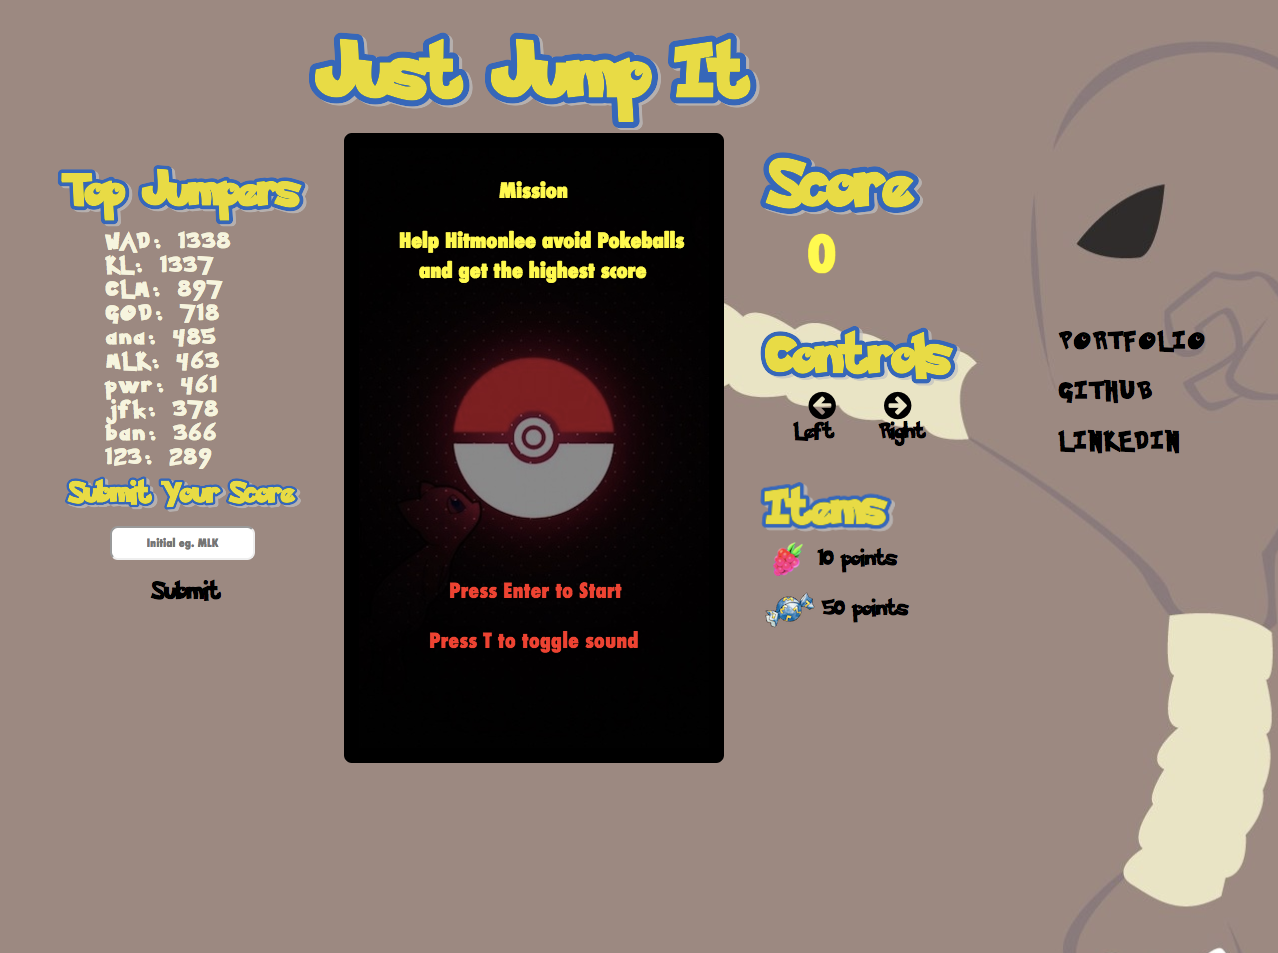 Just Jump It
Top Jumpers
WAD: 1338
KL: 1337
CLM: 897
GOD: 718
ana: 485
MLK: 463
pwr: 461
jfk: 378
ban: 366
123: 289
Submit Your Score
Initial eg. MLK
Submit
Mission
Help Hitmonlee avoid Pokeballs
and get the highest score
Press Enter to Start
Press T to toggle sound
Score
0
Controls
Left Right
Items
10 points
50 points
PORTFOLIO
GITHUB
LINKEDIN